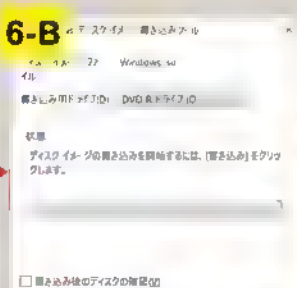 6-B ディスク イメージ 書き込みツール
イル
書き込み用ドライブ(D): DVD R ドライブ (D
状態
ディスク イメージの書き込みを開始するには、[書き込み] をクリッ
クします。
書き込み後のディスクの確認(V)